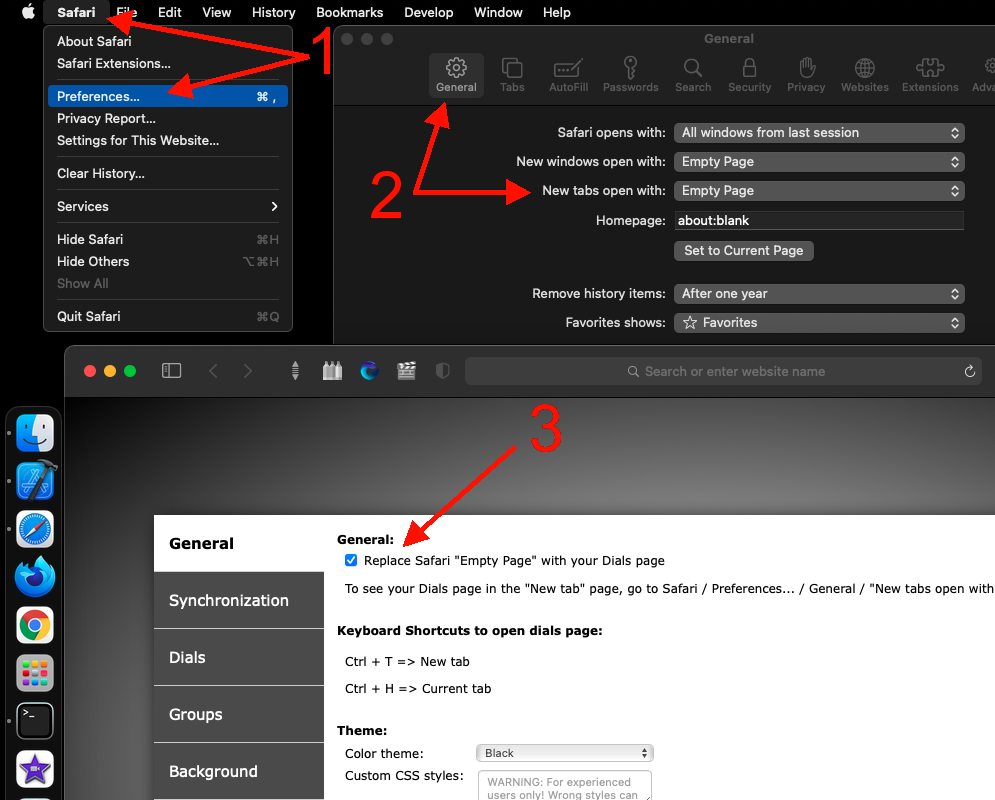 Safari File Edit View History Bookmarks Develop Window Help
1
About Safari
Safari Extensions...
Preferences... ⌘ ,
Privacy Report...
Settings for This Website...
Clear History...
Services
Hide Safari ⌘H
Hide Others ⌥⌘H
Show All
Quit Safari ⌘Q
General
General Tabs AutoFill Passwords Search Security Privacy Websites Extensions Adva
2
Safari opens with: All windows from last session
New windows open with: Empty Page
New tabs open with: Empty Page
Homepage: about:blank
Set to Current Page
Remove history items: After one year
Favorites shows: Favorites
Search or enter website name
3
General
Synchronization
Dials
Groups
Background
General:
Replace Safari "Empty Page" with your Dials page
To see your Dials page in the "New tab" page, go to Safari / Preferences... / General / "New tabs open with
Keyboard Shortcuts to open dials page:
Ctrl + T => New tab
Ctrl + H => Current tab
Theme:
Color theme: Black
Custom CSS styles: WARNING: For experienced
users only! Wrong styles can
>_